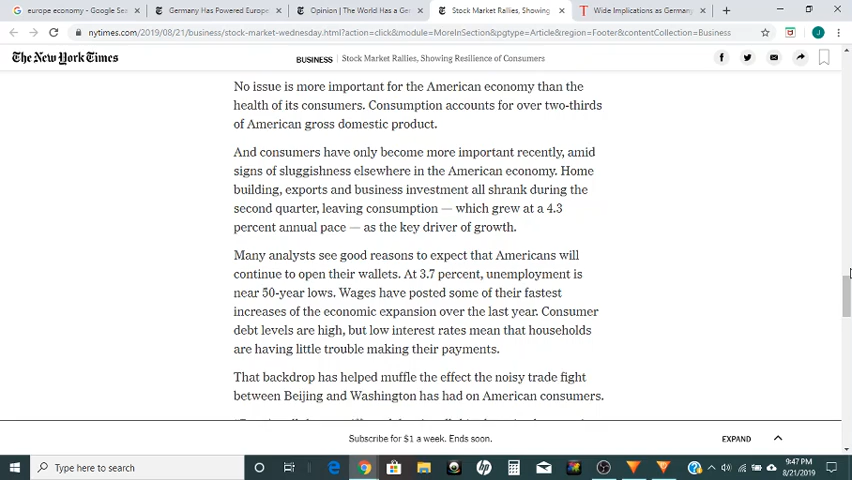 europe economy - Google Se
Germany Has Powered Europe
Opinion | The World Has a Ger
Stock Market Rallies, Showing
Wide Implications as Germany
nytimes.com/2019/08/21/business/stock-market-wednesday.html?action=click&module=MoreInSection&pgtype=Article&region=Footer&contentCollection=Business
The New York Times
BUSINESS | Stock Market Rallies, Showing Resilience of Consumers
No issue is more important for the American economy than the
health of its consumers. Consumption accounts for over two-thirds
of American gross domestic product.
And consumers have only become more important recently, amid
signs of sluggishness elsewhere in the American economy. Home
building, exports and business investment all shrank during the
second quarter, leaving consumption — which grew at a 4.3
percent annual pace — as the key driver of growth.
Many analysts see good reasons to expect that Americans will
continue to open their wallets. At 3.7 percent, unemployment is
near 50-year lows. Wages have posted some of their fastest
increases of the economic expansion over the last year. Consumer
debt levels are high, but low interest rates mean that households
are having little trouble making their payments.
That backdrop has helped muffle the effect the noisy trade fight
between Beijing and Washington has had on American consumers.
Subscribe for $1 a week. Ends soon.
EXPAND
Type here to search
9:47 PM
8/21/2019